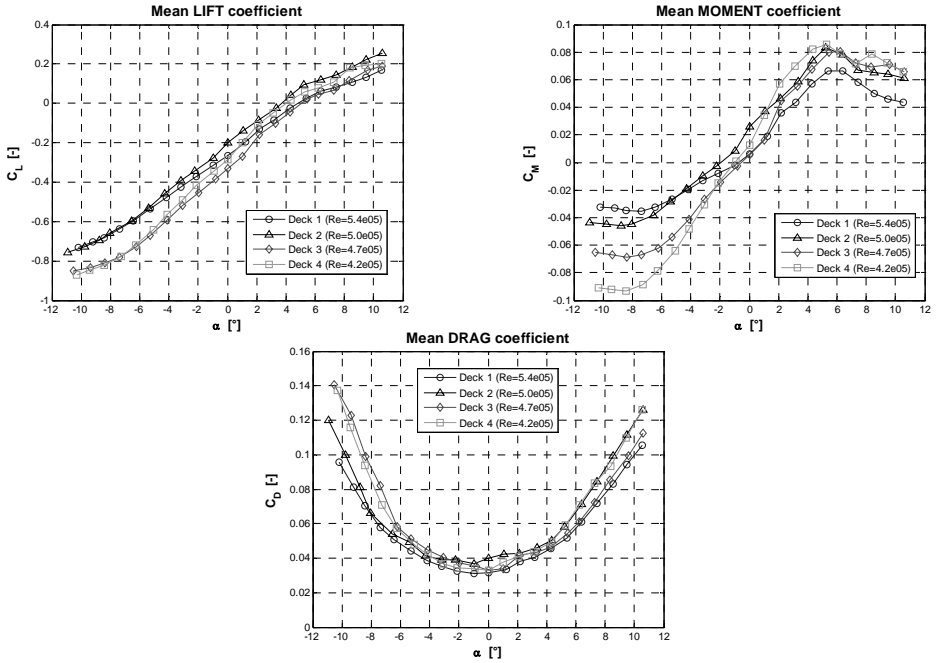 Mean LIFT coefficient
0.4
0.2
0
-0.2
-0.4
-0.6
-0.8
-1
C_L [-]
-12 -10 -8 -6 -4 -2 0 2 4 6 8 10 12
α [°]
Deck 1 (Re=5.4e05)
Deck 2 (Re=5.0e05)
Deck 3 (Re=4.7e05)
Deck 4 (Re=4.2e05)
Mean MOMENT coefficient
0.1
0.08
0.06
0.04
0.02
0
-0.02
-0.04
-0.06
-0.08
0.1
C_M [-]
-12 -10 -8 -6 -4 -2 0 2 4 6 8 10 12
α [°]
Deck 1 (Re=5.4e05)
Deck 2 (Re=5.0e05)
Deck 3 (Re=4.7e05)
Deck 4 (Re=4.2e05)
Mean DRAG coefficient
0.16
0.14
0.12
0.1
0.08
0.06
0.04
0.02
0
C_D [-]
-12 -10 -8 -6 -4 -2 0 2 4 6 8 10 12
α [°]
Deck 1 (Re=5.4e05)
Deck 2 (Re=5.0e05)
Deck 3 (Re=4.7e05)
Deck 4 (Re=4.2e05)